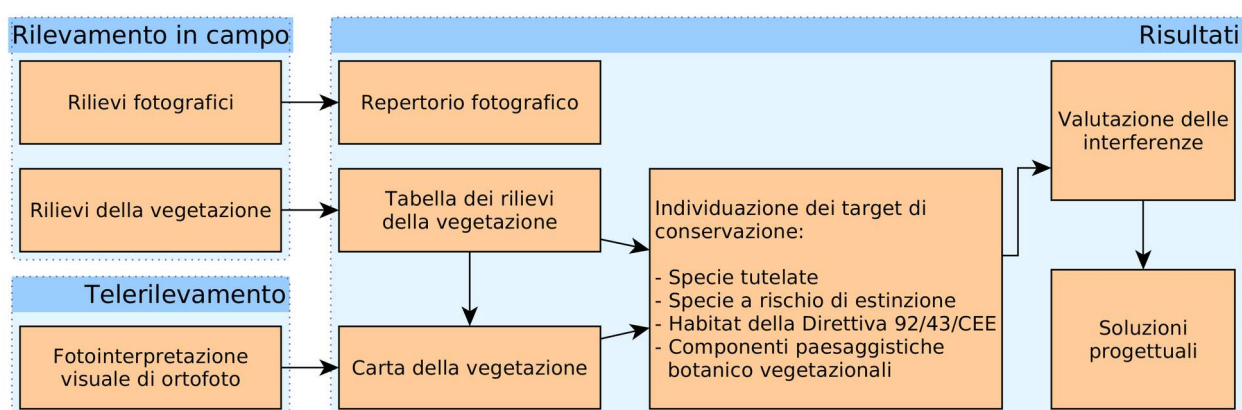 Rilevamento in campo
Rilievi fotografici
Rilievi della vegetazione
Telerilevamento
Fotointerpretazione
visuale di ortofoto
Risultati
Repertorio fotografico
Tabella dei rilievi
della vegetazione
Carta della vegetazione
Individuazione dei target di
conservazione:
- Specie tutelate
- Specie a rischio di estinzione
- Habitat della Direttiva 92/43/CEE
- Componenti paesaggistiche
botanico vegetazionali
Valutazione delle
interferenze
Soluzioni
progettuali